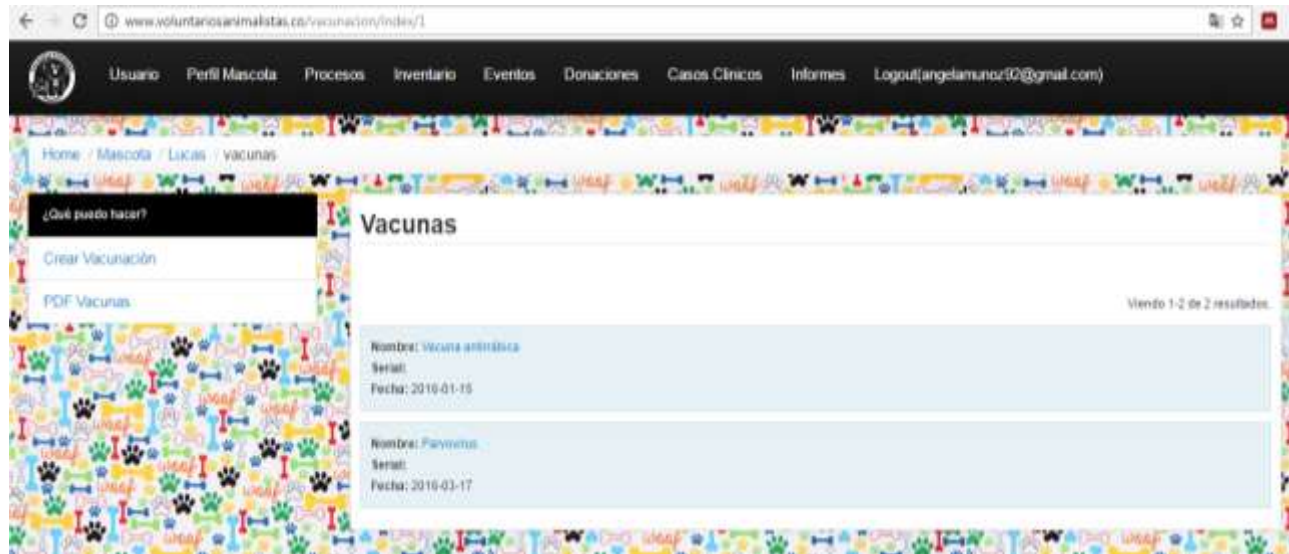 www.voluntariosanimalistas.co/vacunacion/index/1
Usuario Perfil Mascota Procesos Inventario Eventos Donaciones Casos Clínicos Informes Logout(angelamunoz92@gmail.com)
Home / Mascota / Lucas / vacunas
¿Qué puedo hacer?
Crear Vacunación
PDF Vacunas
Vacunas
Viendo 1-2 de 2 resultados.
Nombre: Vacuna antirrábica
Serial:
Fecha: 2016-01-15
Nombre: Parvovirus
Serial:
Fecha: 2016-03-17